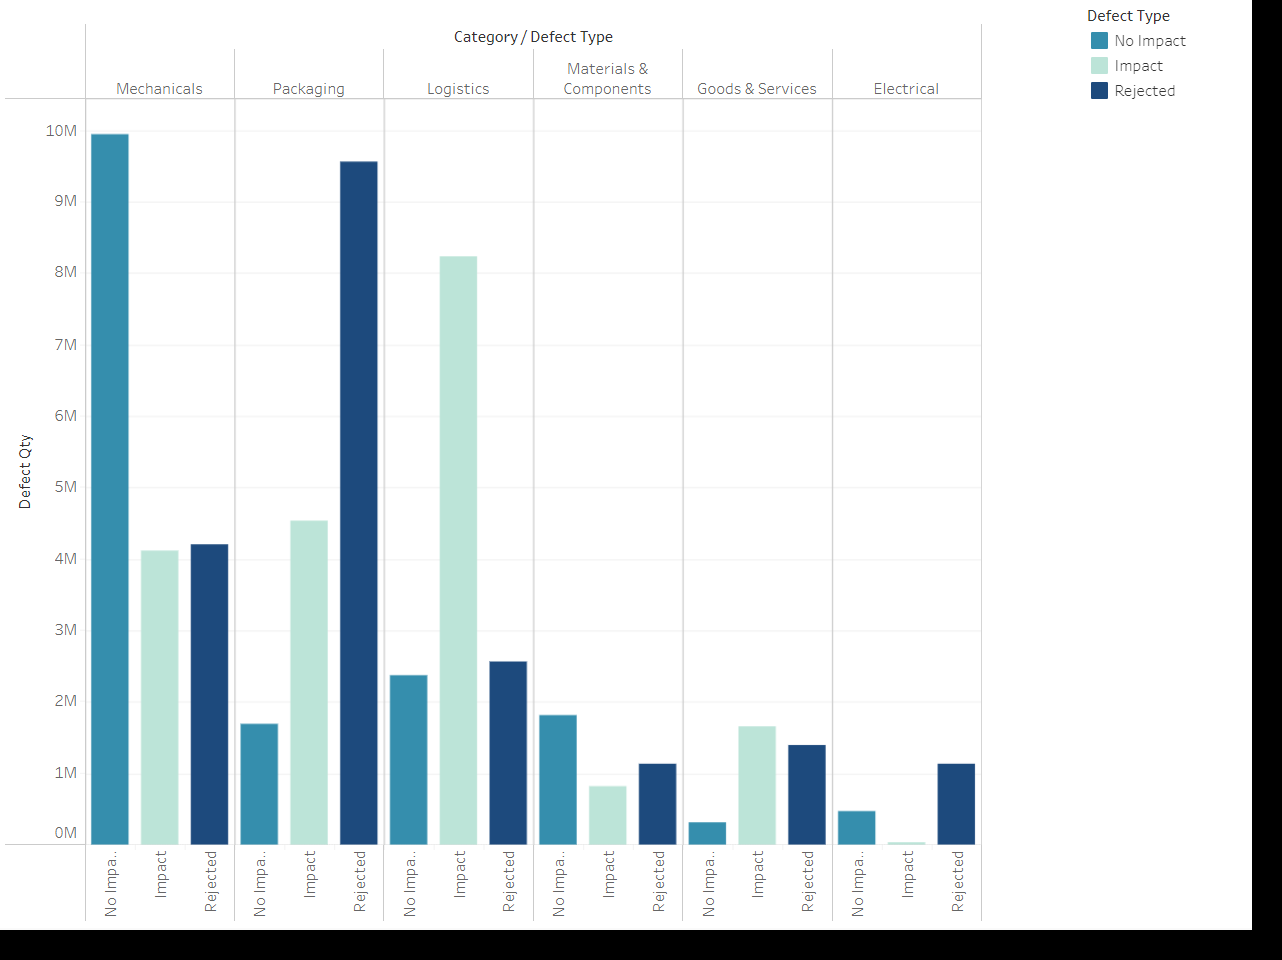 Category / Defect Type
Mechanicals
Packaging
Logistics
Materials &
Components
Goods & Services
Electrical
Defect Type
No Impact
Impact
Rejected
Defect Qty
10M
9M
8M
7M
6M
5M
4M
3M
2M
1M
0M
No Impa..
Impact
Rejected
No Impa..
Impact
Rejected
No Impa..
Impact
Rejected
No Impa..
Impact
Rejected
No Impa..
Impact
Rejected
No Impa..
Impact
Rejected